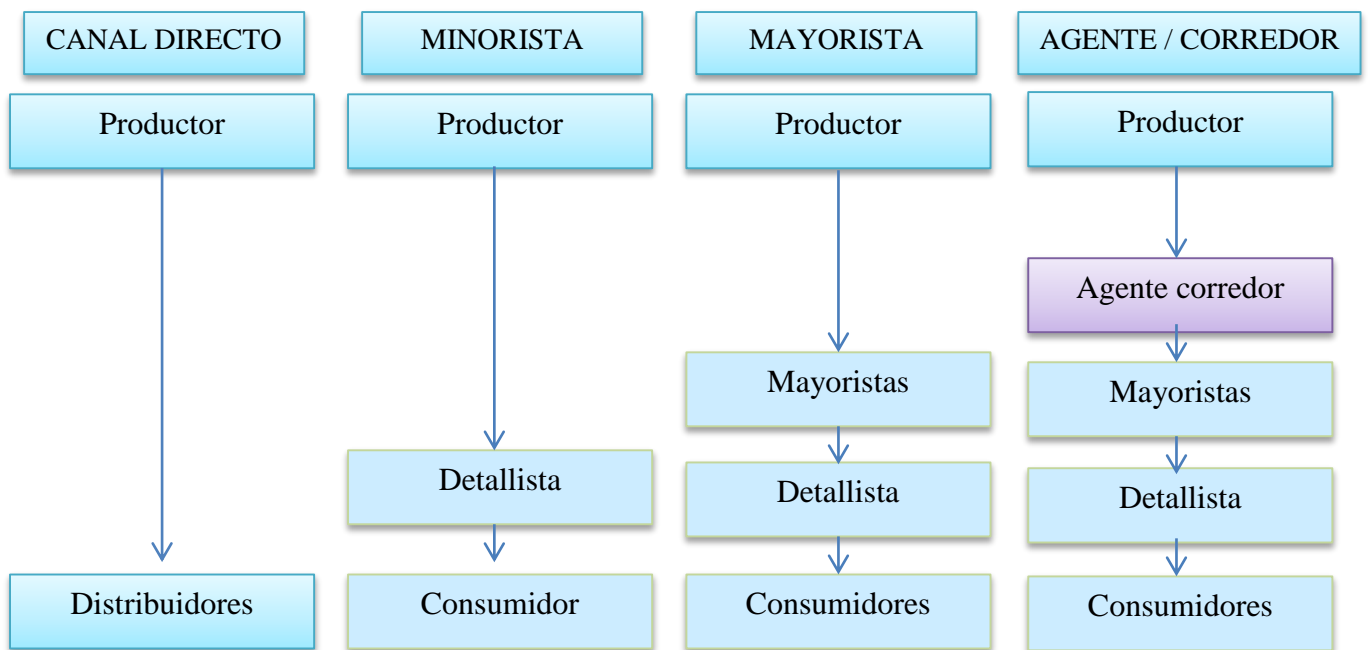 CANAL DIRECTO
MINORISTA
MAYORISTA
AGENTE / CORREDOR
Productor
Productor
Productor
Productor
Agente corredor
Mayoristas
Mayoristas
Detallista
Detallista
Detallista
Distribuidores
Consumidor
Consumidores
Consumidores